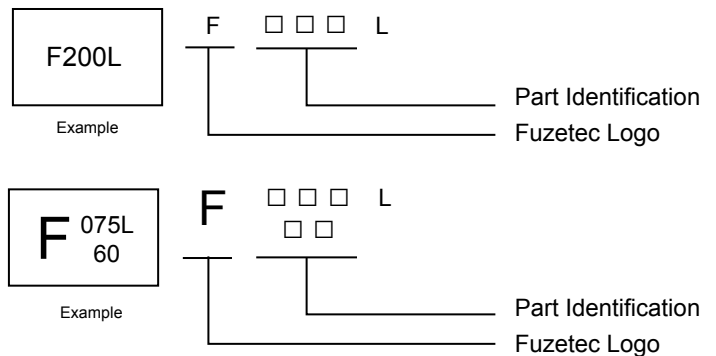 F □ □ □ L
F200L
Part Identification
Example
Fuzetec Logo
F □ □ □ L
□ □
F 075L
60
Part Identification
Example
Fuzetec Logo